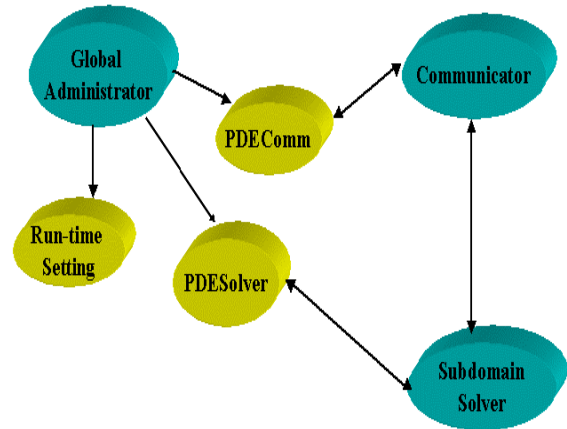 Global
Administrator
Communicator
PDEComm
Run-time
Setting
PDESolver
Subdomain
Solver